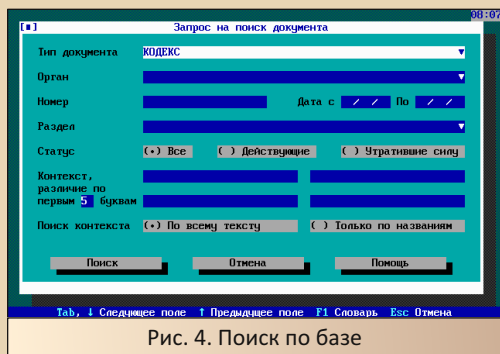 08:07
[■] Запрос на поиск документа
Тип документа КОДЕКС ▼
Орган ▼
Номер Дата с / / По / /
Раздел ▼
Статус (•) Все ( ) Действующие ( ) Утратившие силу
Контекст,
различие по
первым 5 буквам
Поиск контекста (•) По всему тексту ( ) Только по названиям
Поиск Отмена Помощь
Tab, ↓ Следующее поле ↑ Предыдущее поле F1 Словарь Esc Отмена
Рис. 4. Поиск по базе